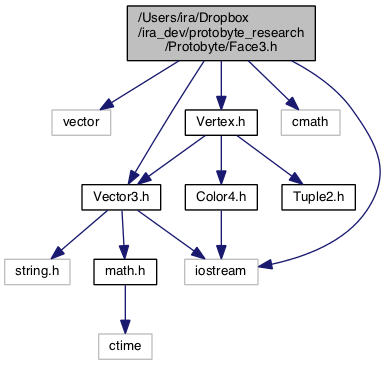 /Users/ira/Dropbox
/ira_dev/protobyte_research
/Protobyte/Face3.h
vector
Vertex.h
cmath
Vector3.h
Color4.h
Tuple2.h
string.h
math.h
iostream
ctime